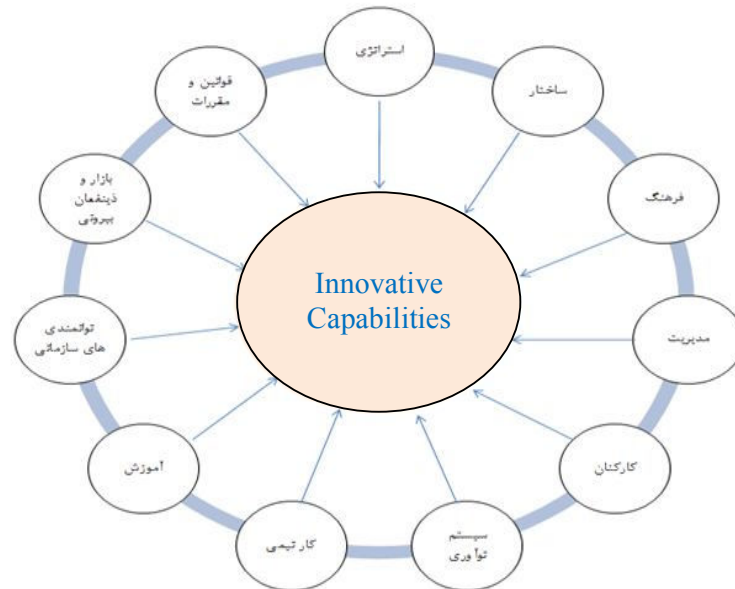 استراتژی
ساختار
فرهنگ
مدیریت
کارکنان
سیستم
نوآوری
کار تیمی
آموزش
توانمندی
های سازمانی
بازار و
ذینفعان
بیرونی
قوانین و
مقررات
Innovative
Capabilities